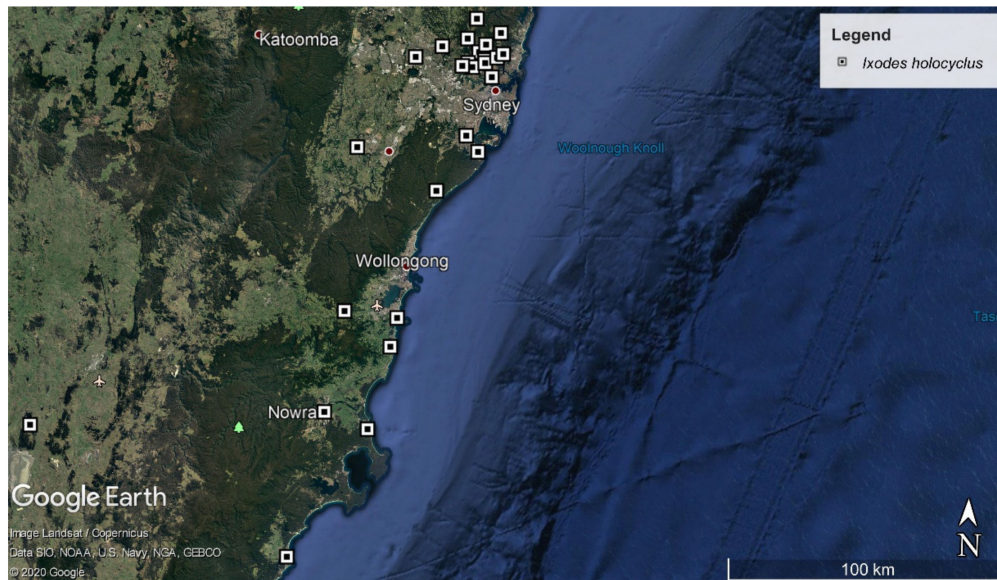 Katoomba
Legend
Ixodes holocyclus
Sydney
Woolnough Knoll
Wollongong
Tas
Nowra
Google Earth
Image Landsat / Copernicus
Data SIO, NOAA, U.S. Navy, NGA, GEBCO
© 2020 Google
N
100 km